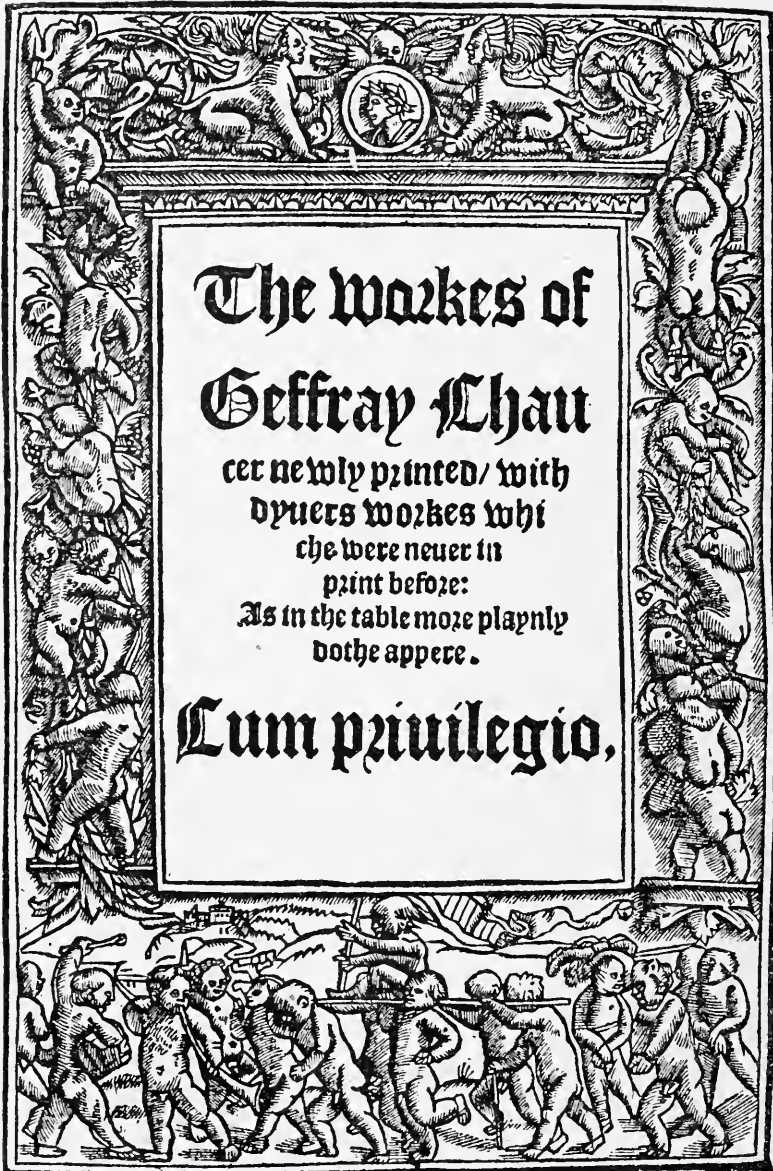 The workes of
Geffray Chau
cer newly printed/ with
dyuers workes whi
che were neuer in
print before:
As in the table more playnly
dothe appere.
Cum priuilegio.